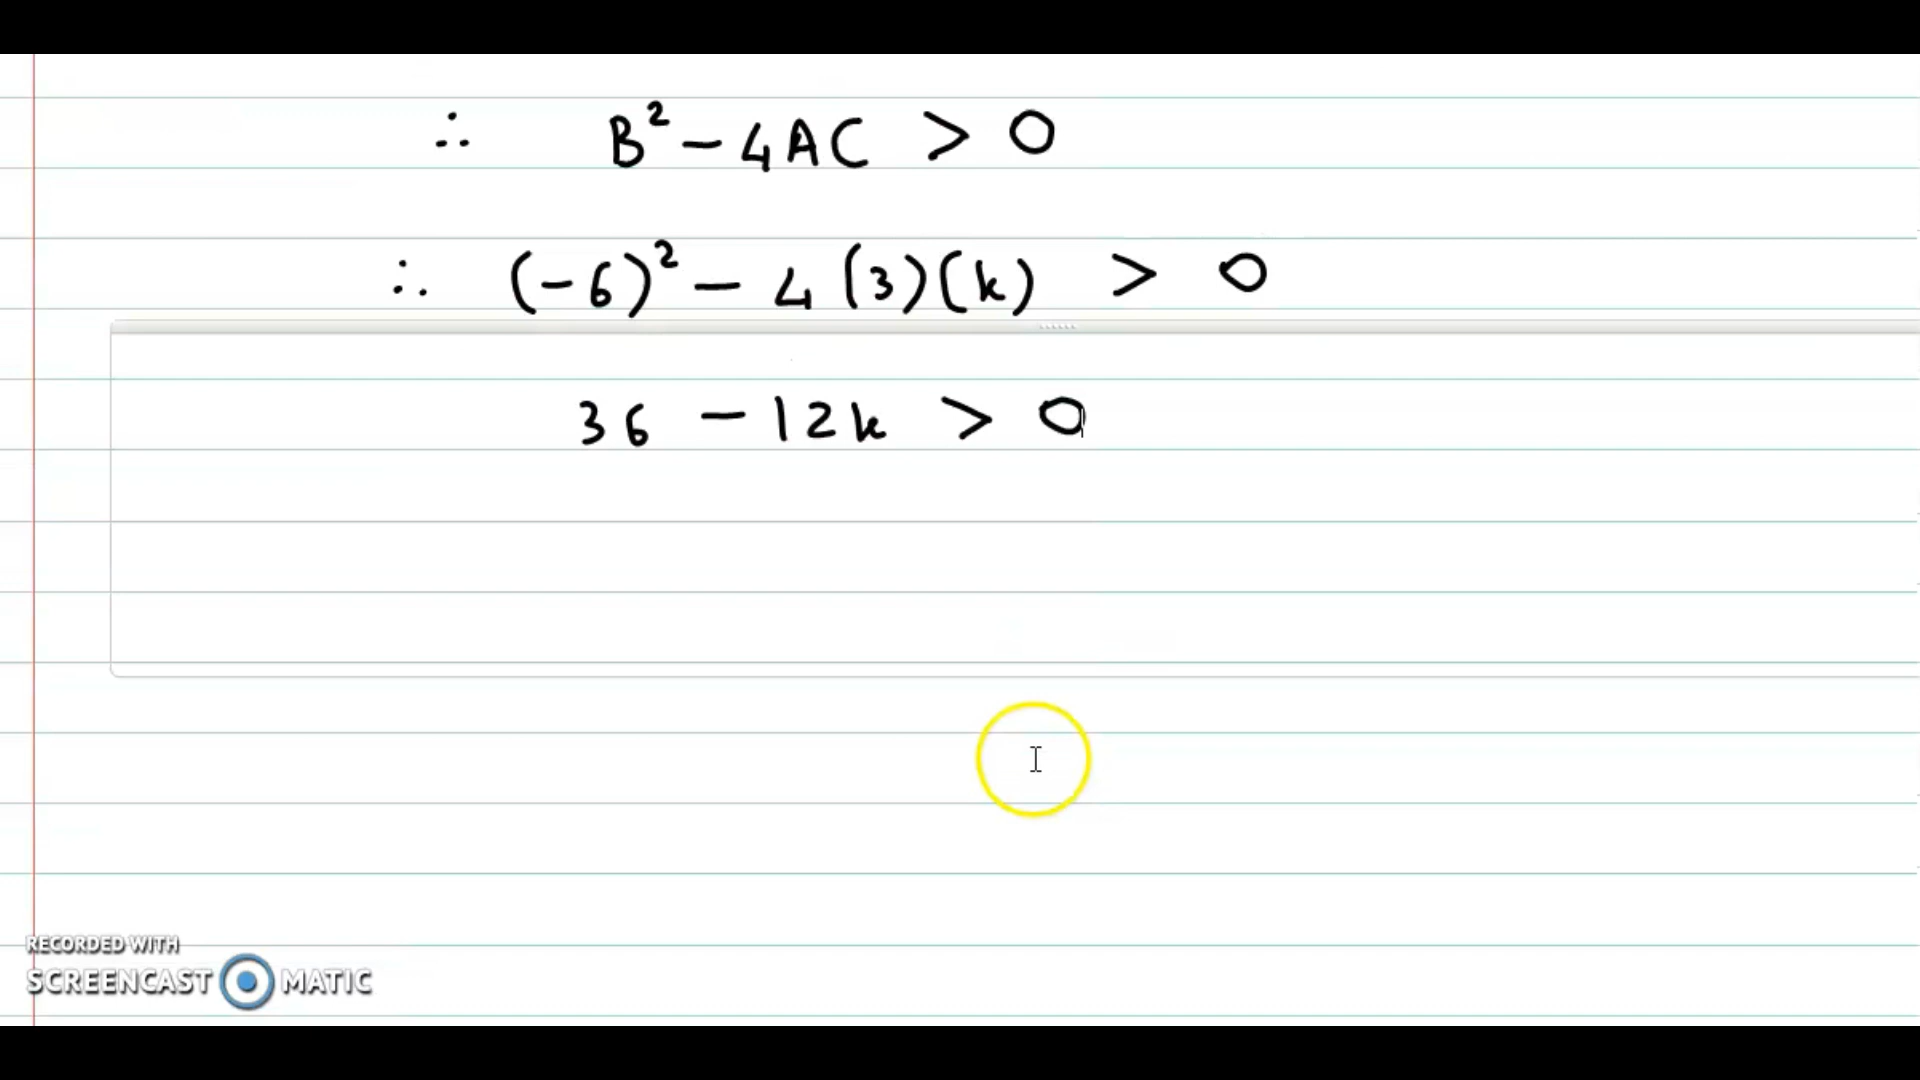 ∴ B² - 4AC > 0
∴ (-6)² - 4(3)(k) > 0
36 - 12k > 0
RECORDED WITH
SCREENCAST MATIC